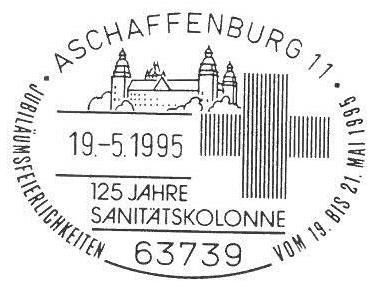 · ASCHAFFENBURG 11 ·
19.-5.1995
125 JAHRE
SANITÄTSKOLONNE
63739
JUBILÄUMSFEIERLICHKEITEN
VOM 19. BIS 21. MAI 1995